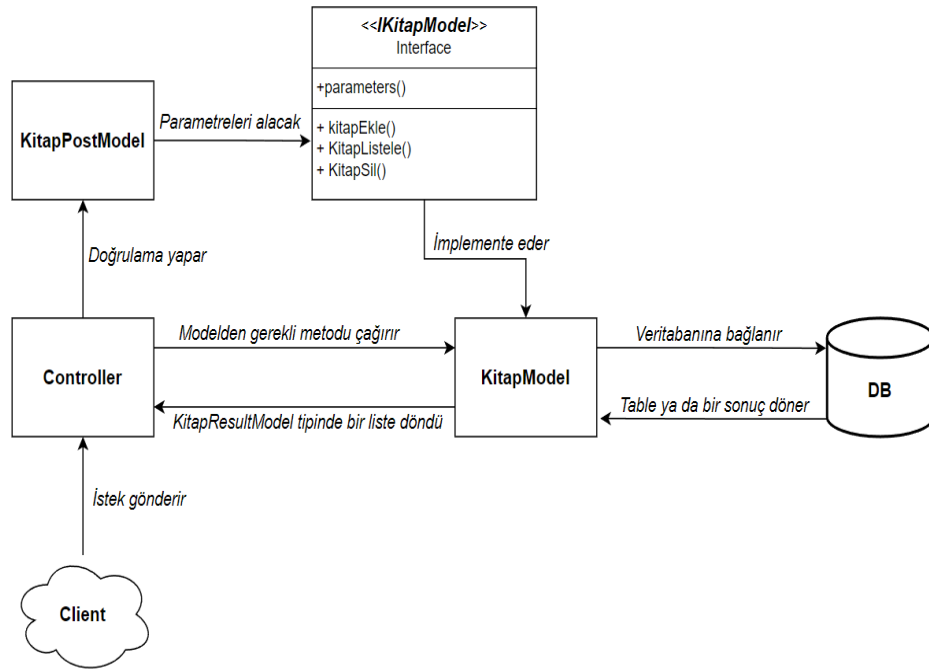 <<IKitapModel>>
Interface
+parameters()
+ kitapEkle()
+ KitapListele()
+ KitapSil()
KitapPostModel
Parametreleri alacak
Doğrulama yapar
İmplemente eder
Controller
Modelden gerekli metodu çağırır
KitapResultModel tipinde bir liste döndü
KitapModel
Veritabanına bağlanır
Table ya da bir sonuç döner
DB
İstek gönderir
Client